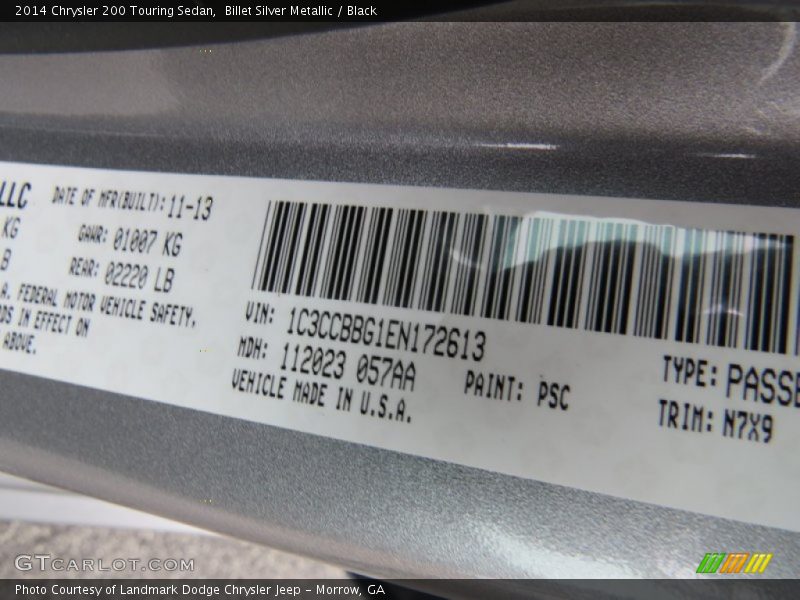 2014 Chrysler 200 Touring Sedan,  Billet Silver Metallic / Black
LLC DATE OF MFR(BUILT): 11-13
KG GAWR: 01007 KG
B REAR: 02220 LB
A. FEDERAL MOTOR VEHICLE SAFETY,
DS IN EFFECT ON
ABOVE.
VIN: 1C3CCBBG1EN172613
MDH: 112023 057AA
PAINT: PSC
VEHICLE MADE IN U.S.A.
TYPE: PASSE
TRIM: N7X9
GTCARLOT.COM
Photo Courtesy of Landmark Dodge Chrysler Jeep – Morrow, GA